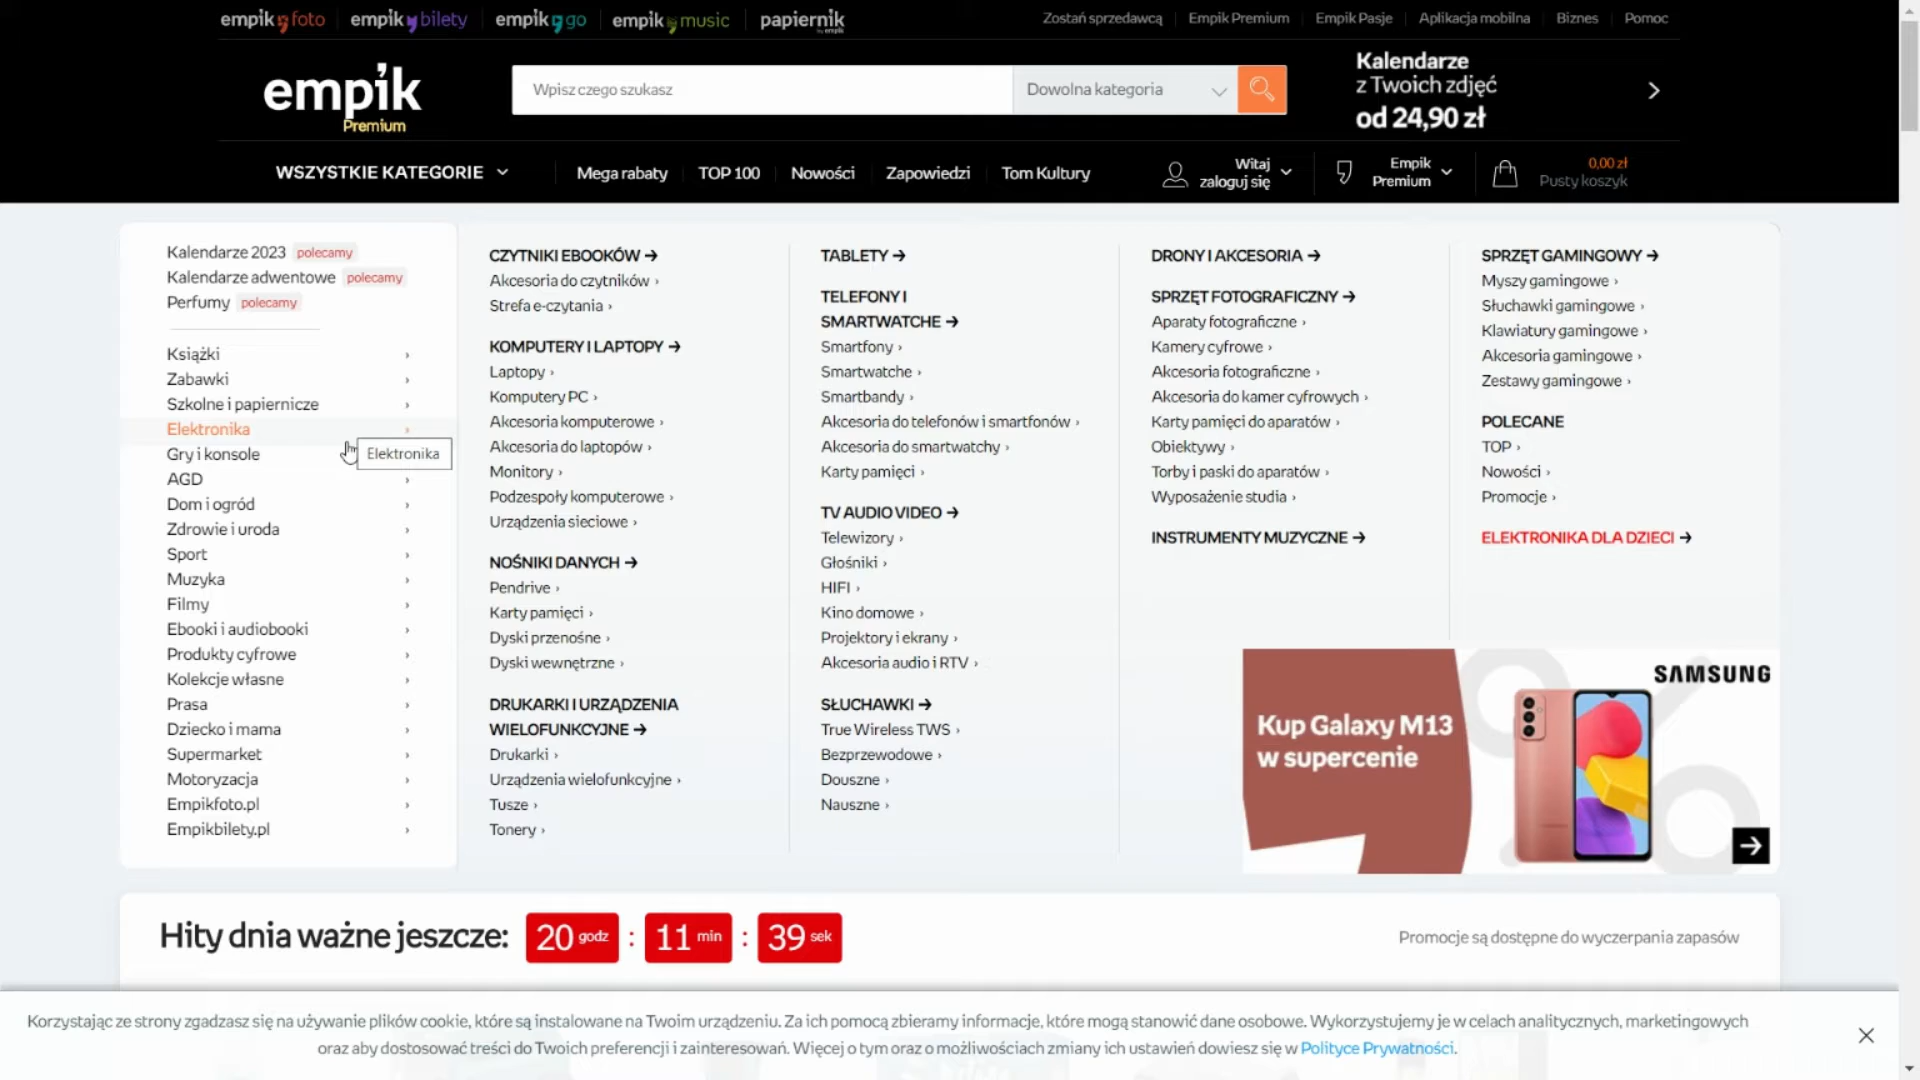 empik foto
empik bilety
empik go
empik music
papiernik
by empik
Zostań sprzedawcą
Empik Premium
Empik Pasje
Aplikacja mobilna
Biznes
Pomoc
empik
Premium
Wpisz czego szukasz
Dowolna kategoria
Kalendarze
z Twoich zdjęć
od 24,90 zł
WSZYSTKIE KATEGORIE
Mega rabaty
TOP 100
Nowości
Zapowiedzi
Tom Kultury
Witaj
zaloguj się
Empik
Premium
0,00 zł
Pusty koszyk
Kalendarze 2023 polecamy
Kalendarze adwentowe polecamy
Perfumy polecamy
Książki
Zabawki
Szkolne i papiernicze
Elektronika
Elektronika
Gry i konsole
AGD
Dom i ogród
Zdrowie i uroda
Sport
Muzyka
Filmy
Ebooki i audiobooki
Produkty cyfrowe
Kolekcje własne
Prasa
Dziecko i mama
Supermarket
Motoryzacja
Empikfoto.pl
Empikbilety.pl
CZYTNIKI EBOOKÓW →
Akcesoria do czytników ›
Strefa e-czytania ›
KOMPUTERY I LAPTOPY →
Laptopy ›
Komputery PC ›
Akcesoria komputerowe ›
Akcesoria do laptopów ›
Monitory ›
Podzespoły komputerowe ›
Urządzenia sieciowe ›
NOŚNIKI DANYCH →
Pendrive ›
Karty pamięci ›
Dyski przenośne ›
Dyski wewnętrzne ›
DRUKARKI I URZĄDZENIA
WIELOFUNKCYJNE →
Drukarki ›
Urządzenia wielofunkcyjne ›
Tusze ›
Tonery ›
TABLETY →
TELEFONY I
SMARTWATCHE →
Smartfony ›
Smartwatche ›
Smartbandy ›
Akcesoria do telefonów i smartfonów ›
Akcesoria do smartwatchy ›
Karty pamięci ›
TV AUDIO VIDEO →
Telewizory ›
Głośniki ›
HIFI ›
Kino domowe ›
Projektory i ekrany ›
Akcesoria audio i RTV ›
SŁUCHAWKI →
True Wireless TWS ›
Bezprzewodowe ›
Douszne ›
Nauszne ›
DRONY I AKCESORIA →
SPRZĘT FOTOGRAFICZNY →
Aparaty fotograficzne ›
Kamery cyfrowe ›
Akcesoria fotograficzne ›
Akcesoria do kamer cyfrowych ›
Karty pamięci do aparatów ›
Obiektywy ›
Torby i paski do aparatów ›
Wyposażenie studia ›
INSTRUMENTY MUZYCZNE →
SPRZĘT GAMINGOWY →
Myszy gamingowe ›
Słuchawki gamingowe ›
Klawiatury gamingowe ›
Akcesoria gamingowe ›
Zestawy gamingowe ›
POLECANE
TOP ›
Nowości ›
Promocje ›
ELEKTRONIKA DLA DZIECI →
SAMSUNG
Kup Galaxy M13
w supercenie
Hity dnia ważne jeszcze: 20 godz : 11 min : 39 sek
Promocje są dostępne do wyczerpania zapasów
Korzystając ze strony zgadzasz się na używanie plików cookie, które są instalowane na Twoim urządzeniu. Za ich pomocą zbieramy informacje, które mogą stanowić dane osobowe. Wykorzystujemy je w celach analitycznych, marketingowych
oraz aby dostosować treści do Twoich preferencji i zainteresowań. Więcej o tym oraz o możliwościach zmiany ich ustawień dowiesz się w Polityce Prywatności.